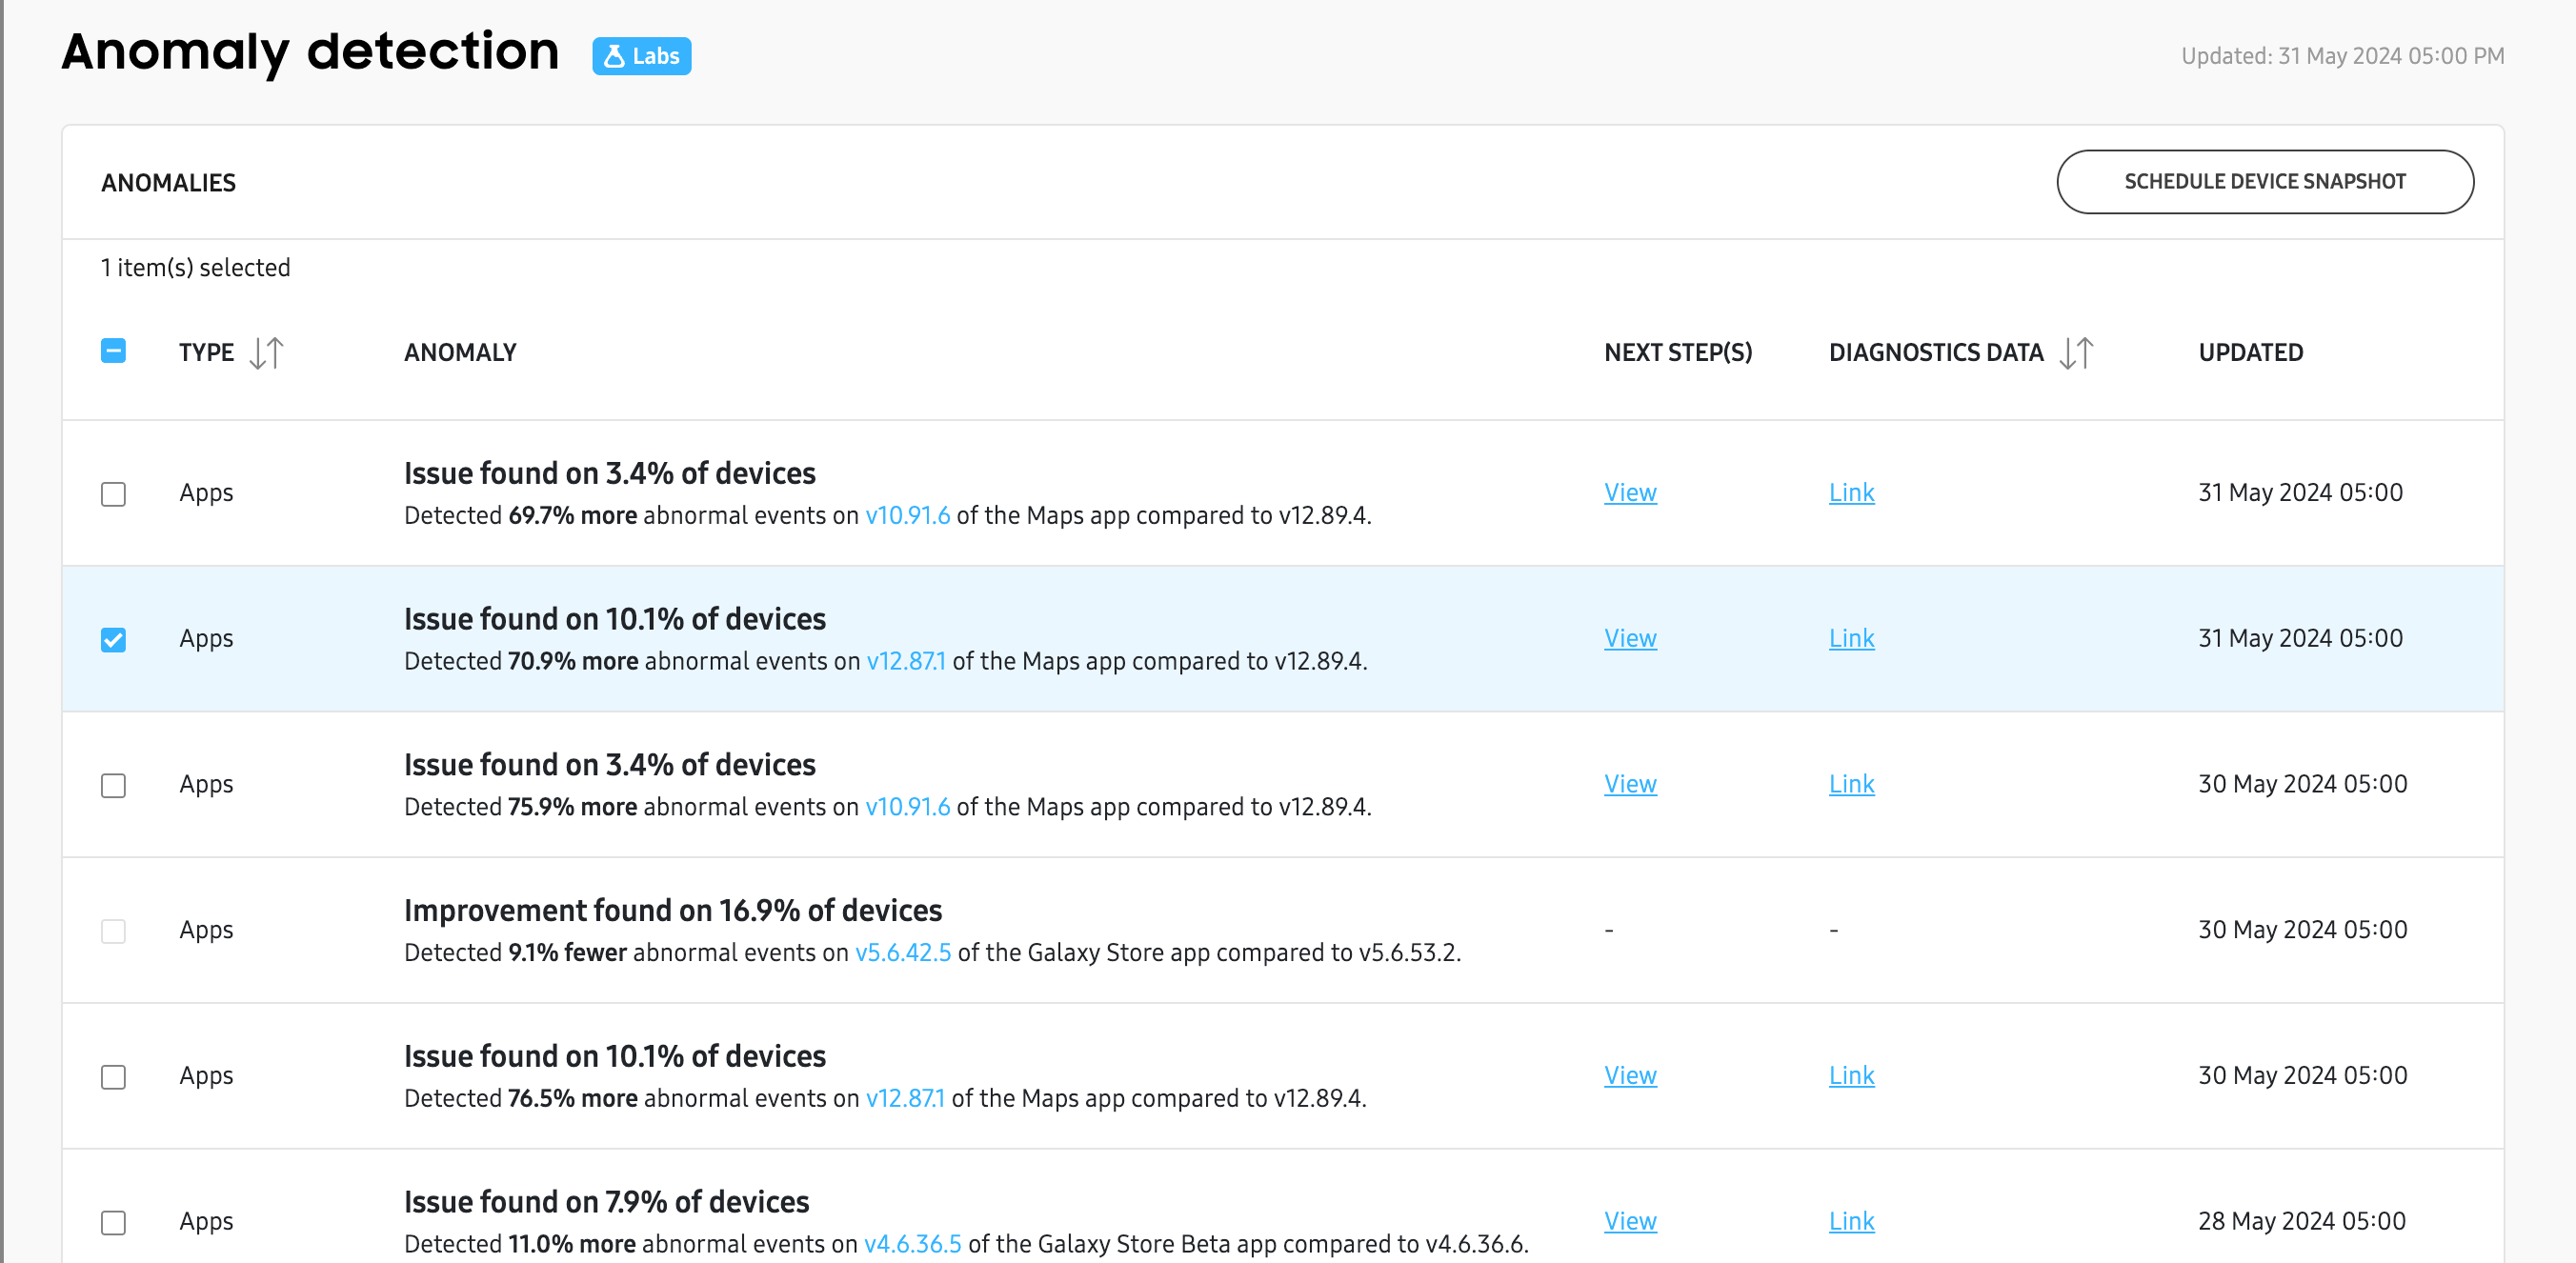 Anomaly detection Labs Updated: 31 May 2024 05:00 PM
ANOMALIES SCHEDULE DEVICE SNAPSHOT
1 item(s) selected
TYPE ANOMALY NEXT STEP(S) DIAGNOSTICS DATA UPDATED
Issue found on 3.4% of devices
Apps View Link 31 May 2024 05:00
Detected 69.7% more abnormal events on v10.91.6 of the Maps app compared to v12.89.4.
Issue found on 10.1% of devices
Apps View Link 31 May 2024 05:00
Detected 70.9% more abnormal events on v12.87.1 of the Maps app compared to v12.89.4.
Issue found on 3.4% of devices
Apps View Link 30 May 2024 05:00
Detected 75.9% more abnormal events on v10.91.6 of the Maps app compared to v12.89.4.
Improvement found on 16.9% of devices
Apps - - 30 May 2024 05:00
Detected 9.1% fewer abnormal events on v5.6.42.5 of the Galaxy Store app compared to v5.6.53.2.
Issue found on 10.1% of devices
Apps View Link 30 May 2024 05:00
Detected 76.5% more abnormal events on v12.87.1 of the Maps app compared to v12.89.4.
Issue found on 7.9% of devices
Apps View Link 28 May 2024 05:00
Detected 11.0% more abnormal events on v4.6.36.5 of the Galaxy Store Beta app compared to v4.6.36.6.